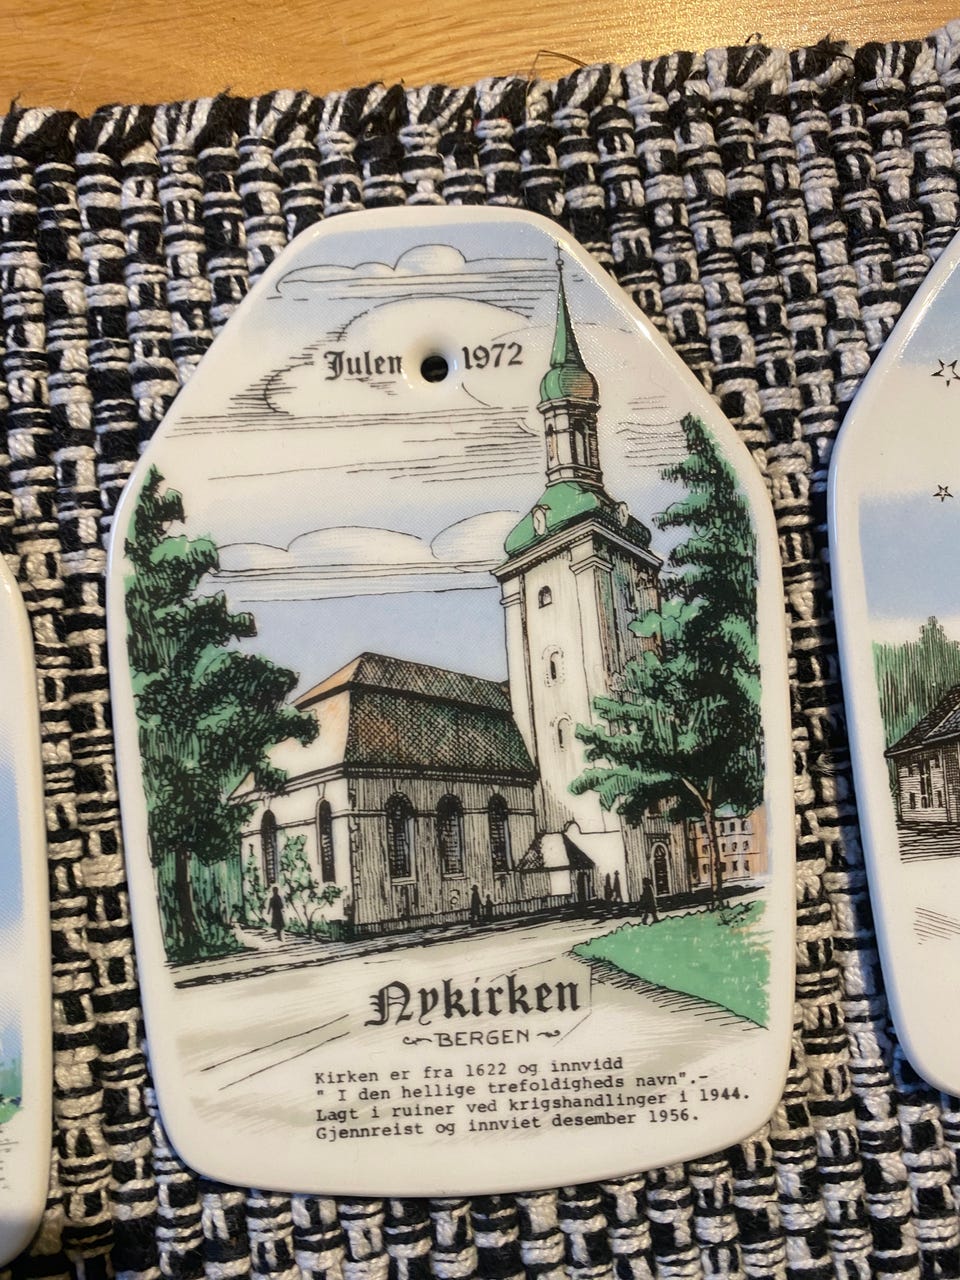 Julen 1972
Nykirken
BERGEN
Kirken er fra 1622 og innvidd
" I den hellige trefoldigheds navn".-
Lagt i ruiner ved krigshandlinger i 1944.
Gjennreist og innviet desember 1956.